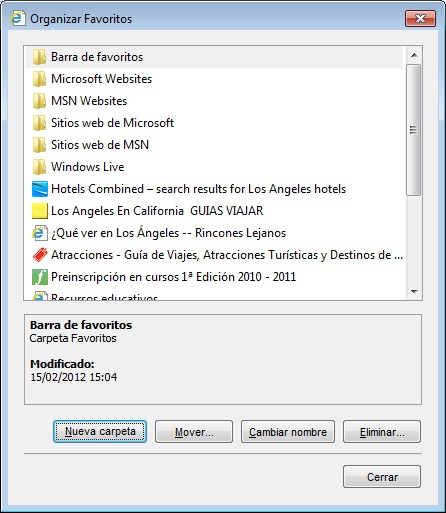 Organizar Favoritos
Barra de favoritos
Microsoft Websites
MSN Websites
Sitios web de Microsoft
Sitios web de MSN
Windows Live
Hotels Combined – search results for Los Angeles hotels
Los Angeles En California  GUIAS VIAJAR
¿Qué ver en Los Ángeles -- Rincones Lejanos
Atracciones - Guía de Viajes, Atracciones Turísticas y Destinos de ...
Preinscripción en cursos 1ª Edición 2010 - 2011
Recursos educativos
Barra de favoritos
Carpeta Favoritos
Modificado:
15/02/2012 15:04
Nueva carpeta Mover... Cambiar nombre Eliminar...
Cerrar